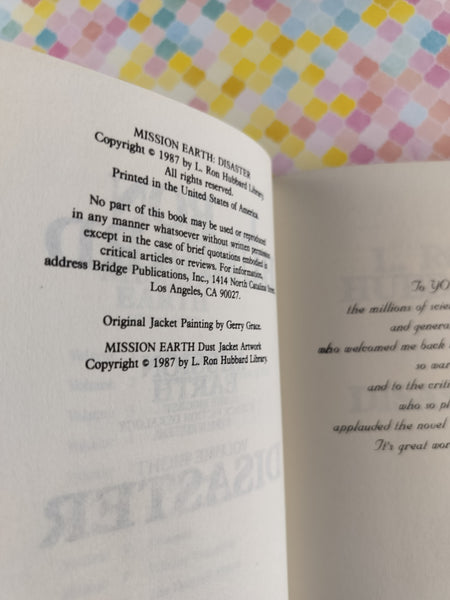 MISSION EARTH: DISASTER
Copyright © 1987 by L. Ron Hubbard Library.
All rights reserved.
Printed in the United States of America.
No part of this book may be used or reproduced
in any manner whatsoever without written permission
except in the case of brief quotations embodied in
critical articles or reviews. For information,
address Bridge Publications, Inc., 1414 North Catalina Street
Los Angeles, CA 90027.
Original Jacket Painting by Gerry Grace.
MISSION EARTH Dust Jacket Artwork
Copyright © 1987 by L. Ron Hubbard Library.
To YO
the millions of scie
and genera
who welcomed me back
so war
and to the criti
who so pl
applauded the novel
It's great wor
DISASTER